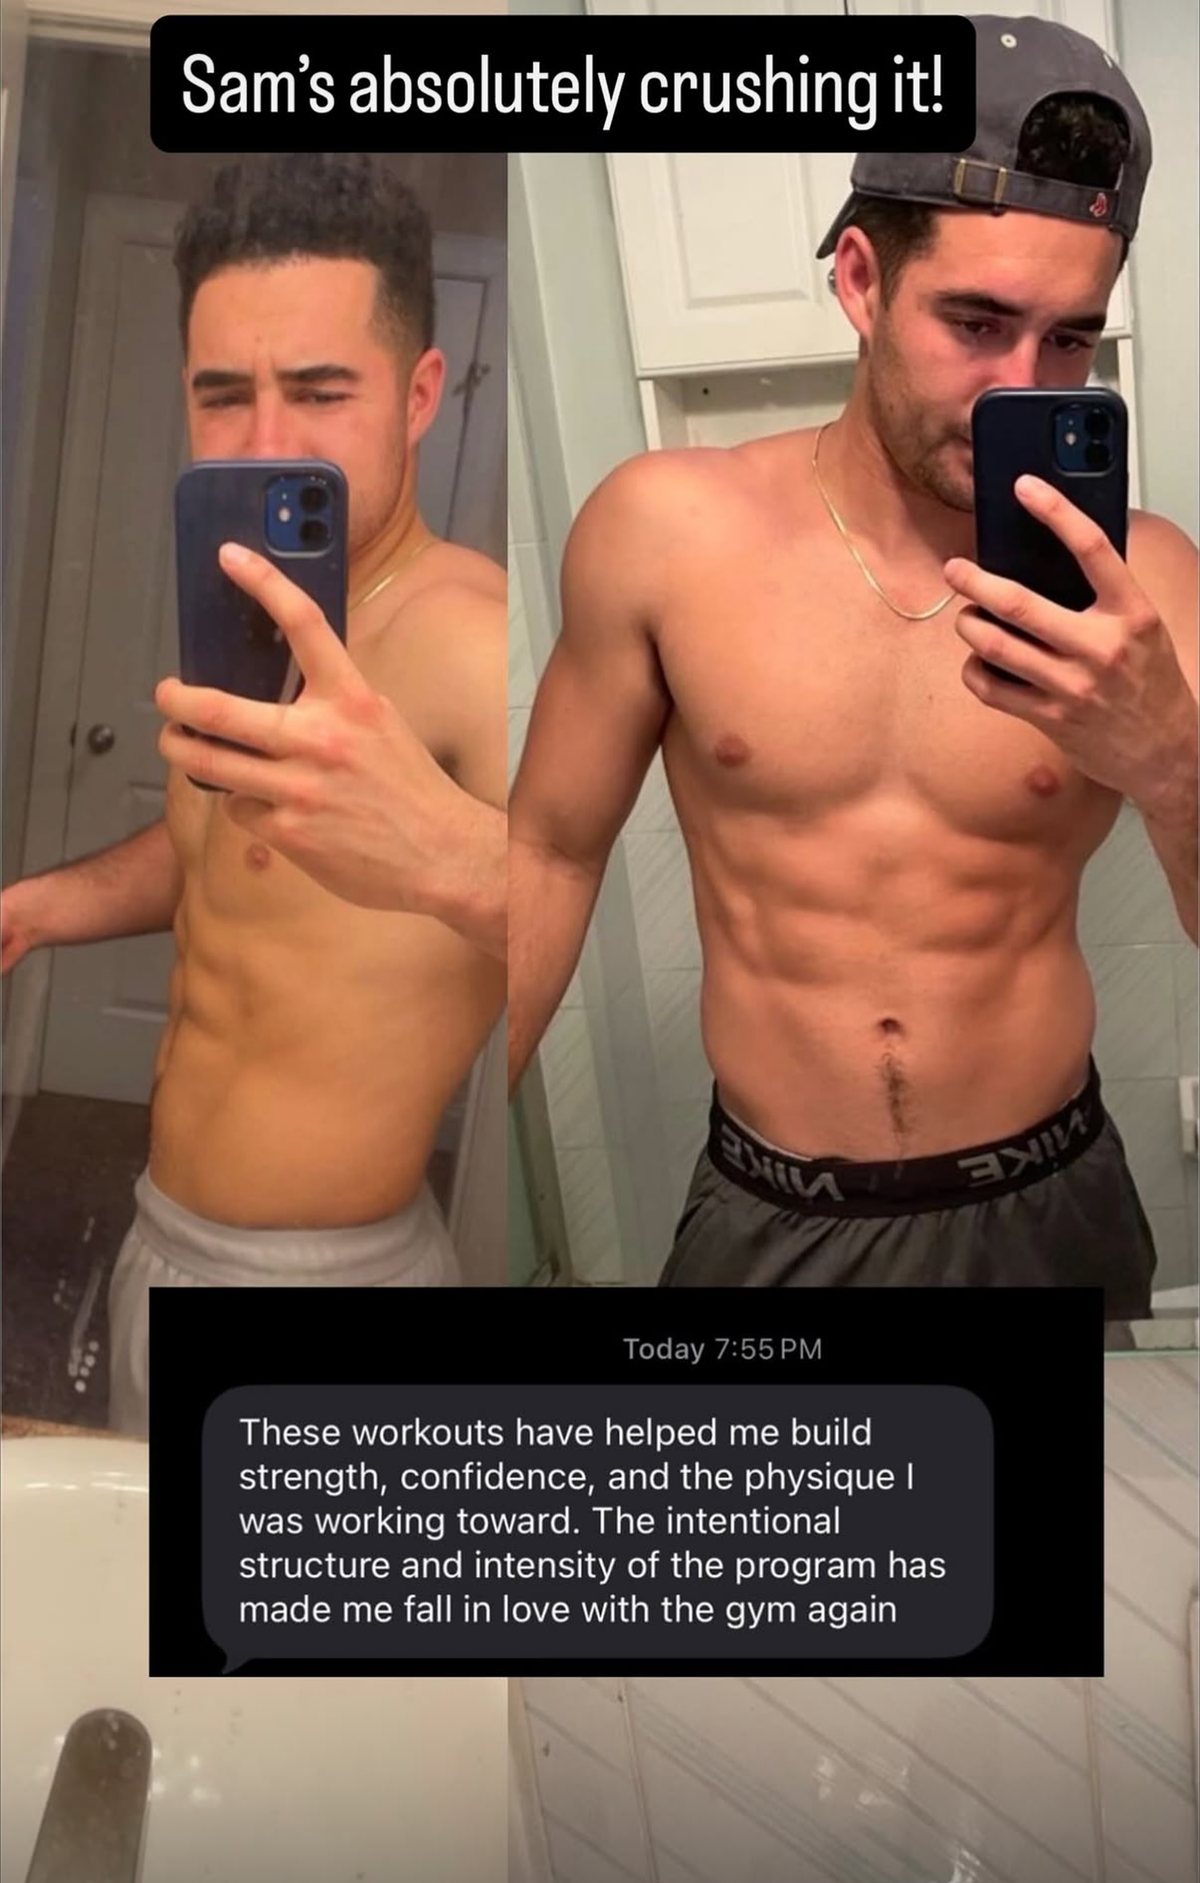 Sam's absolutely crushing it!
NIKE
NIKE
Today 7:55 PM
These workouts have helped me build
strength, confidence, and the physique I
was working toward. The intentional
structure and intensity of the program has
made me fall in love with the gym again